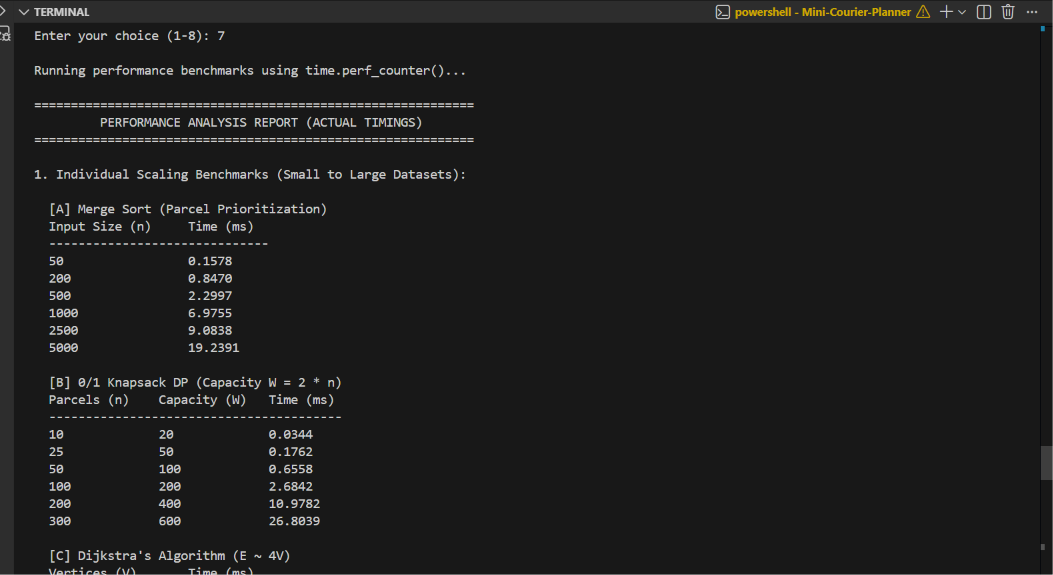 TERMINAL
powershell - Mini-Courier-Planner
Enter your choice (1-8): 7
Running performance benchmarks using time.perf_counter()...
============================================================
PERFORMANCE ANALYSIS REPORT (ACTUAL TIMINGS)
============================================================
1. Individual Scaling Benchmarks (Small to Large Datasets):
[A] Merge Sort (Parcel Prioritization)
Input Size (n) Time (ms)
------------------------------
50 0.1578
200 0.8470
500 2.2997
1000 6.9755
2500 9.0838
5000 19.2391
[B] 0/1 Knapsack DP (Capacity W = 2 * n)
Parcels (n) Capacity (W) Time (ms)
----------------------------------------
10 20 0.0344
25 50 0.1762
50 100 0.6558
100 200 2.6842
200 400 10.9782
300 600 26.8039
[C] Dijkstra's Algorithm (E ~ 4V)
Vertices (V) Time (ms)